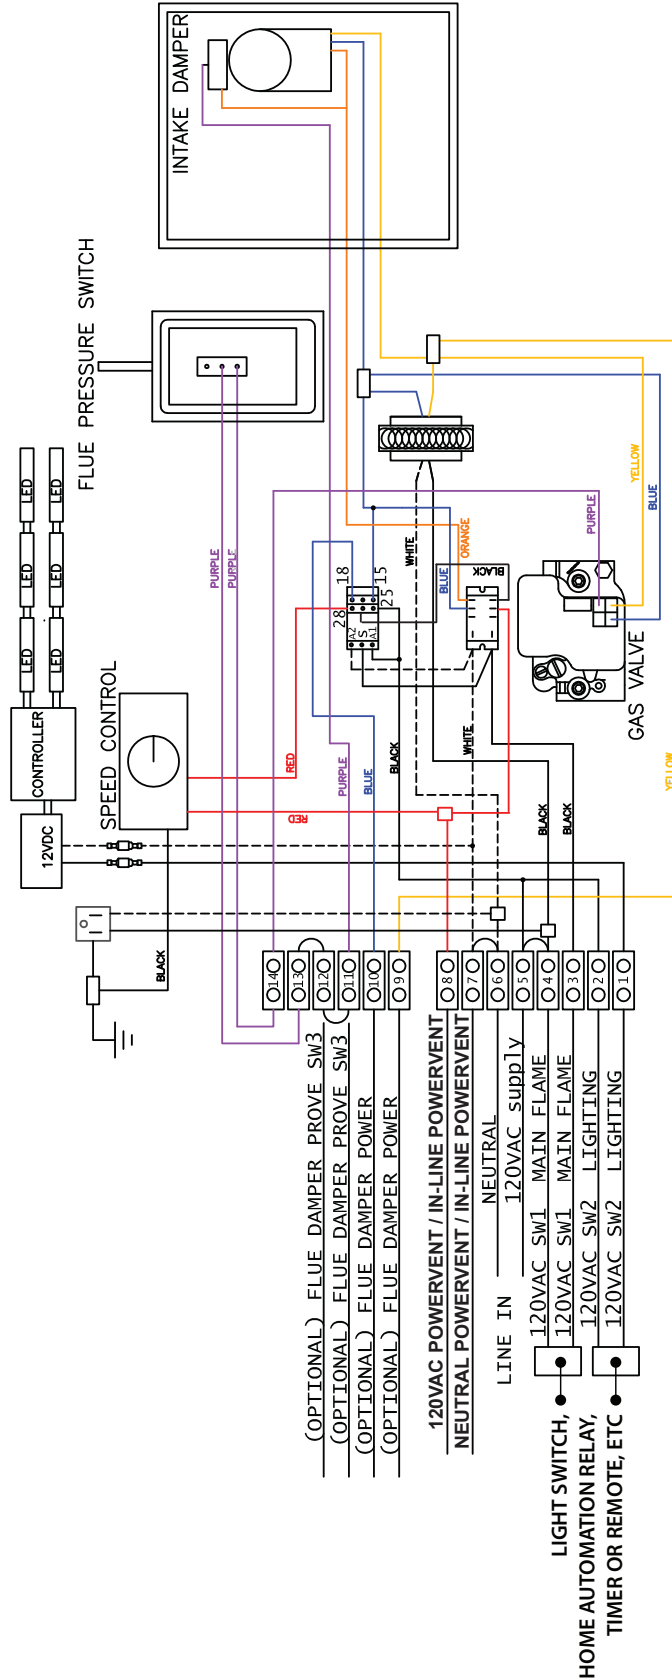 INTAKE DAMPER
FLUE PRESSURE SWITCH
LED
LED
LED
LED
LED
LED
CONTROLLER
12VDC
SPEED CONTROL
PURPLE
PURPLE
WHITE
ORANGE
BLUE
BLACK
PURPLE
YELLOW
BLUE
18
15
28
25
A2
S
A1
GAS VALVE
RED
RED
PURPLE
BLUE
BLACK
WHITE
BLACK
BLACK
YELLOW
BLACK
14
13
12
11
10
9
8
7
6
5
4
3
2
1
(OPTIONAL) FLUE DAMPER PROVE SW3
(OPTIONAL) FLUE DAMPER PROVE SW3
(OPTIONAL) FLUE DAMPER POWER
(OPTIONAL) FLUE DAMPER POWER
120VAC POWERVENT / IN-LINE POWERVENT
NEUTRAL POWERVENT / IN-LINE POWERVENT
NEUTRAL
LINE IN
120VAC supply
120VAC SW1 MAIN FLAME
120VAC SW1 MAIN FLAME
120VAC SW2 LIGHTING
120VAC SW2 LIGHTING
LIGHT SWITCH,
HOME AUTOMATION RELAY,
TIMER OR REMOTE, ETC